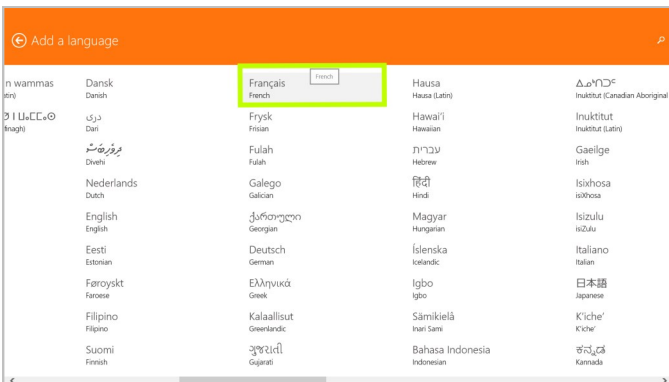 Add a language
n wammas
tin)
nagh)
Dansk
Danish
دری
Dari
ދިވެހިބަސް
Divehi
Nederlands
Dutch
English
English
Eesti
Estonian
Føroyskt
Faroese
Filipino
Filipino
Suomi
Finnish
Français
French
French
Frysk
Frisian
Fulah
Fulah
Galego
Galician
ქართული
Georgian
Deutsch
German
Ελληνικά
Greek
Kalaallisut
Greenlandic
ગુજરાતી
Gujarati
Hausa
Hausa (Latin)
Hawaiʻi
Hawaiian
עברית
Hebrew
हिंदी
Hindi
Magyar
Hungarian
Íslenska
Icelandic
Igbo
Igbo
Sämikielâ
Inari Sami
Bahasa Indonesia
Indonesian
ᐃᓄᒃᑎᑐᑦ
Inuktitut (Canadian Aboriginal
Inuktitut
Inuktitut (Latin)
Gaeilge
Irish
Isixhosa
isiXhosa
Isizulu
isiZulu
Italiano
Italian
日本語
Japanese
K'iche'
K'iche'
ಕನ್ನಡ
Kannada